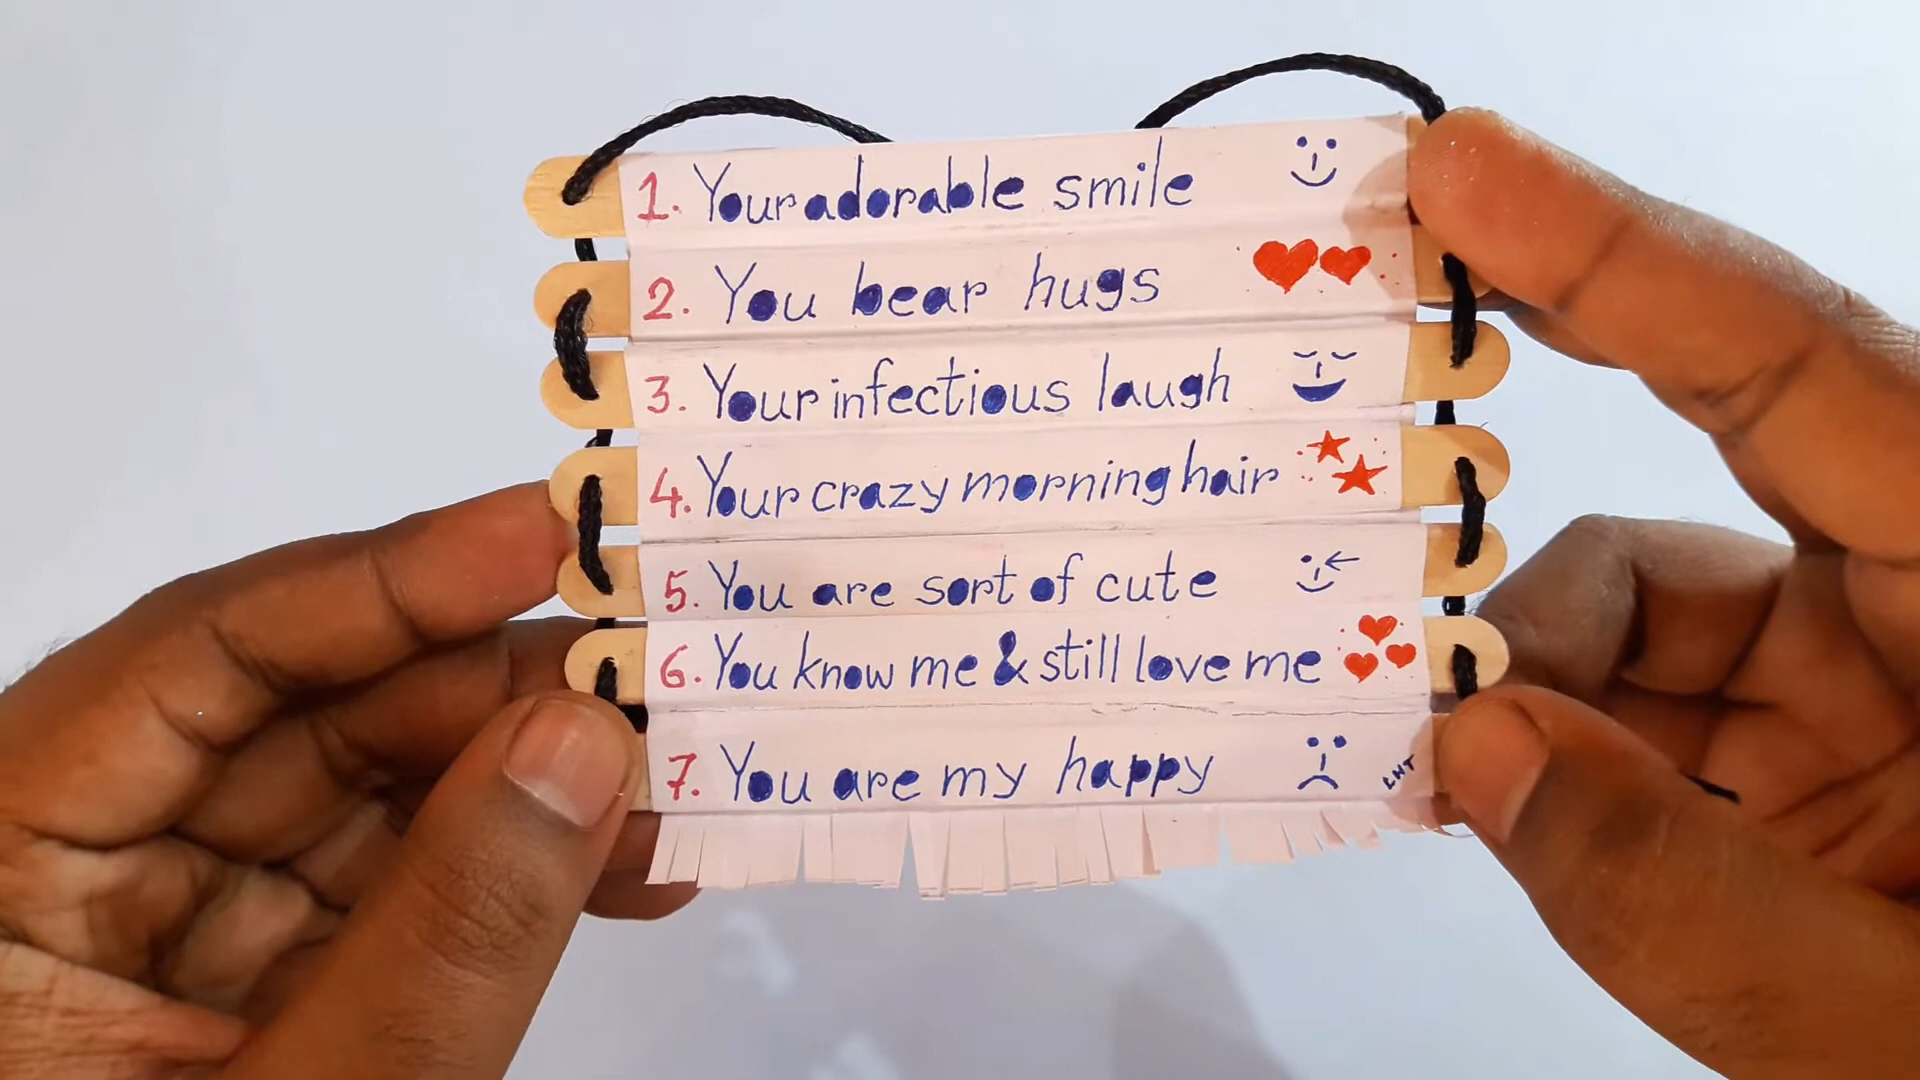 1. Your adorable smile
2. You bear hugs
3. Your infectious laugh
4. Your crazy morning hair
5. You are sort of cute
6. You know me & still love me
7. You are my happy
LHT